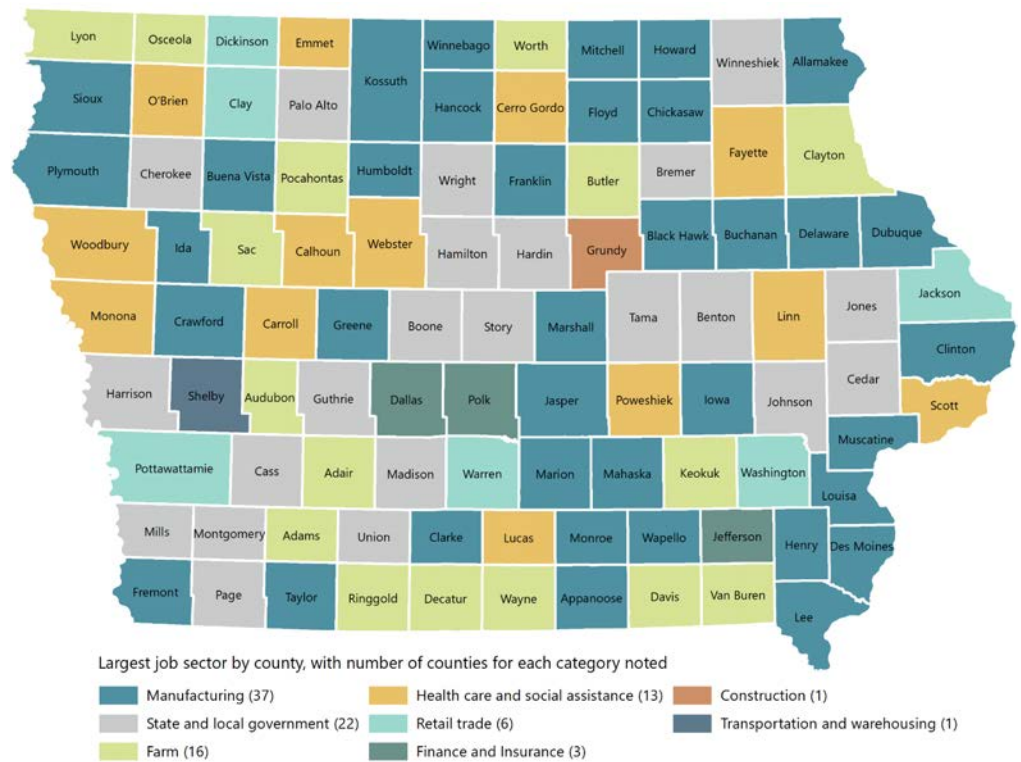 Lyon Osceola Dickinson Emmet Winnebago Worth Mitchell Howard
Kossuth Winneshiek Allamakee
Sioux O'Brien Clay Palo Alto Hancock Cerro Gordo Floyd Chickasaw
Plymouth Cherokee Buena Vista Pocahontas Humboldt Wright Franklin Butler Bremer Fayette Clayton
Woodbury Ida Sac Calhoun Webster Hamilton Hardin Grundy Black Hawk Buchanan Delaware Dubuque
Monona Crawford Carroll Greene Boone Story Marshall Tama Benton Linn Jones Jackson
Clinton
Harrison Shelby Audubon Guthrie Dallas Polk Jasper Poweshiek Iowa Johnson Cedar Scott
Muscatine
Pottawattamie Cass Adair Madison Warren Marion Mahaska Keokuk Washington Louisa
Mills Montgomery Adams Union Clarke Lucas Monroe Wapello Jefferson Henry Des Moines
Fremont Page Taylor Ringgold Decatur Wayne Appanoose Davis Van Buren Lee
Largest job sector by county, with number of counties for each category noted
Manufacturing (37)
State and local government (22)
Farm (16)
Health care and social assistance (13)
Retail trade (6)
Finance and Insurance (3)
Construction (1)
Transportation and warehousing (1)